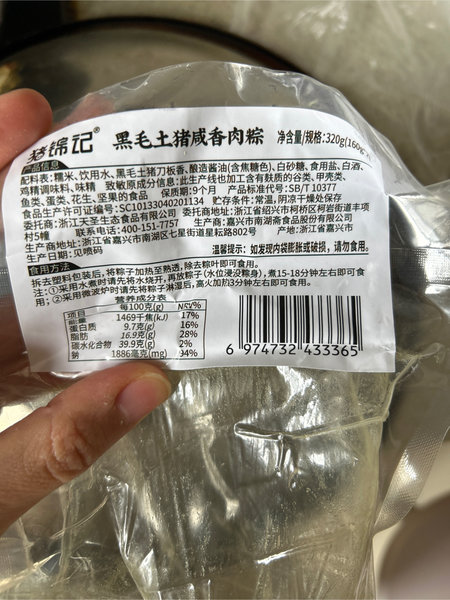 梦锦记®
黑毛土猪咸香肉粽
净含量/规格:320g(160g
产品信息
配料表: 糯米、饮用水、黑毛土猪刀板香、酿造酱油(含焦糖色)、白砂糖、食用盐、白酒、
鸡精调味料、味精 致敏原成分信息:此生产线也加工含有麸质的谷类、甲壳类、
鱼类、蛋类、花生、坚果的食品 保质期:9个月 产品标准代号:SB/T 10377
食品生产许可证编号:SC10133040201134 贮存条件:常温,阴凉干燥处保存
委托商:浙江天圣生态食品有限公司 委托商地址:浙江省绍兴市柯桥区柯岩街道丰项
村5幢 联系电话:400-151-7757 生产商:浙江省嘉兴市南湖斋食品股份有限公司
生产商地址:浙江省嘉兴市南湖区七星街道星耘路802号 产地:浙江省嘉兴市
生产日期:见喷码 温馨提示:如发现内袋膨胀或破损,请勿食用。
食用方法
拆去塑料包装后,将粽子加热至熟透,除去粽叶即可食用。
注:①采用水煮时请先将水烧开,再放粽子(水位浸没粽身),煮15-18分钟左右即可食
用;②采用微波炉时请先将粽子淋湿后,高火加热3分钟左右即可食用。
营养成分表
项目 每100克(g) NRV%
能量 1469千焦(kJ) 17%
蛋白质 9.7克(g) 16%
脂肪 16.9克(g) 28%
碳水化合物 39.9克(g) 2%
钠 1886毫克(mg) 94%
6 974732 433365